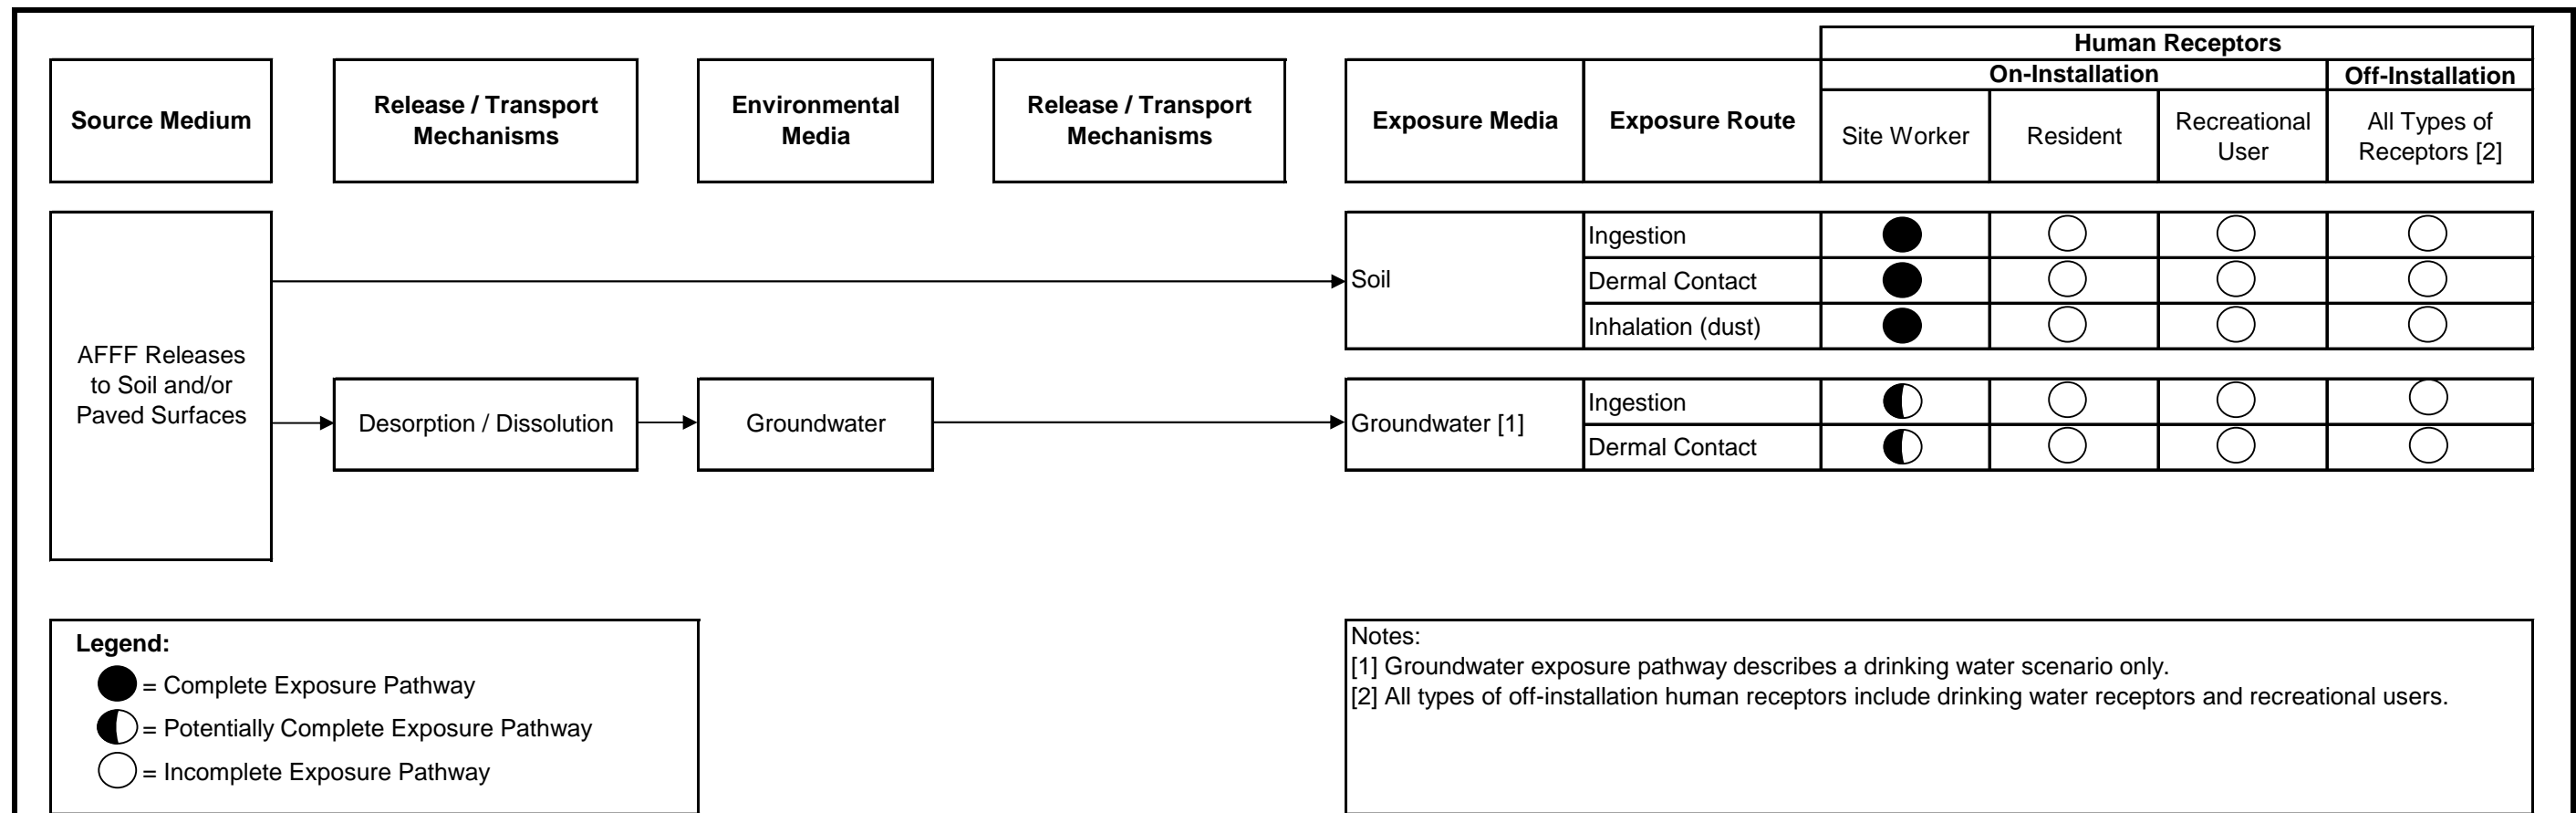 Human Receptors
On-Installation
Off-Installation
Source Medium
Release / Transport
Mechanisms
Environmental
Media
Release / Transport
Mechanisms
Exposure Media
Exposure Route
Site Worker
Resident
Recreational
User
All Types of
Receptors [2]
AFFF Releases
to Soil and/or
Paved Surfaces
Soil
Ingestion
Dermal Contact
Inhalation (dust)
Desorption / Dissolution
Groundwater
Groundwater [1]
Ingestion
Dermal Contact
Legend:
= Complete Exposure Pathway
= Potentially Complete Exposure Pathway
= Incomplete Exposure Pathway
Notes:
[1] Groundwater exposure pathway describes a drinking water scenario only.
[2] All types of off-installation human receptors include drinking water receptors and recreational users.